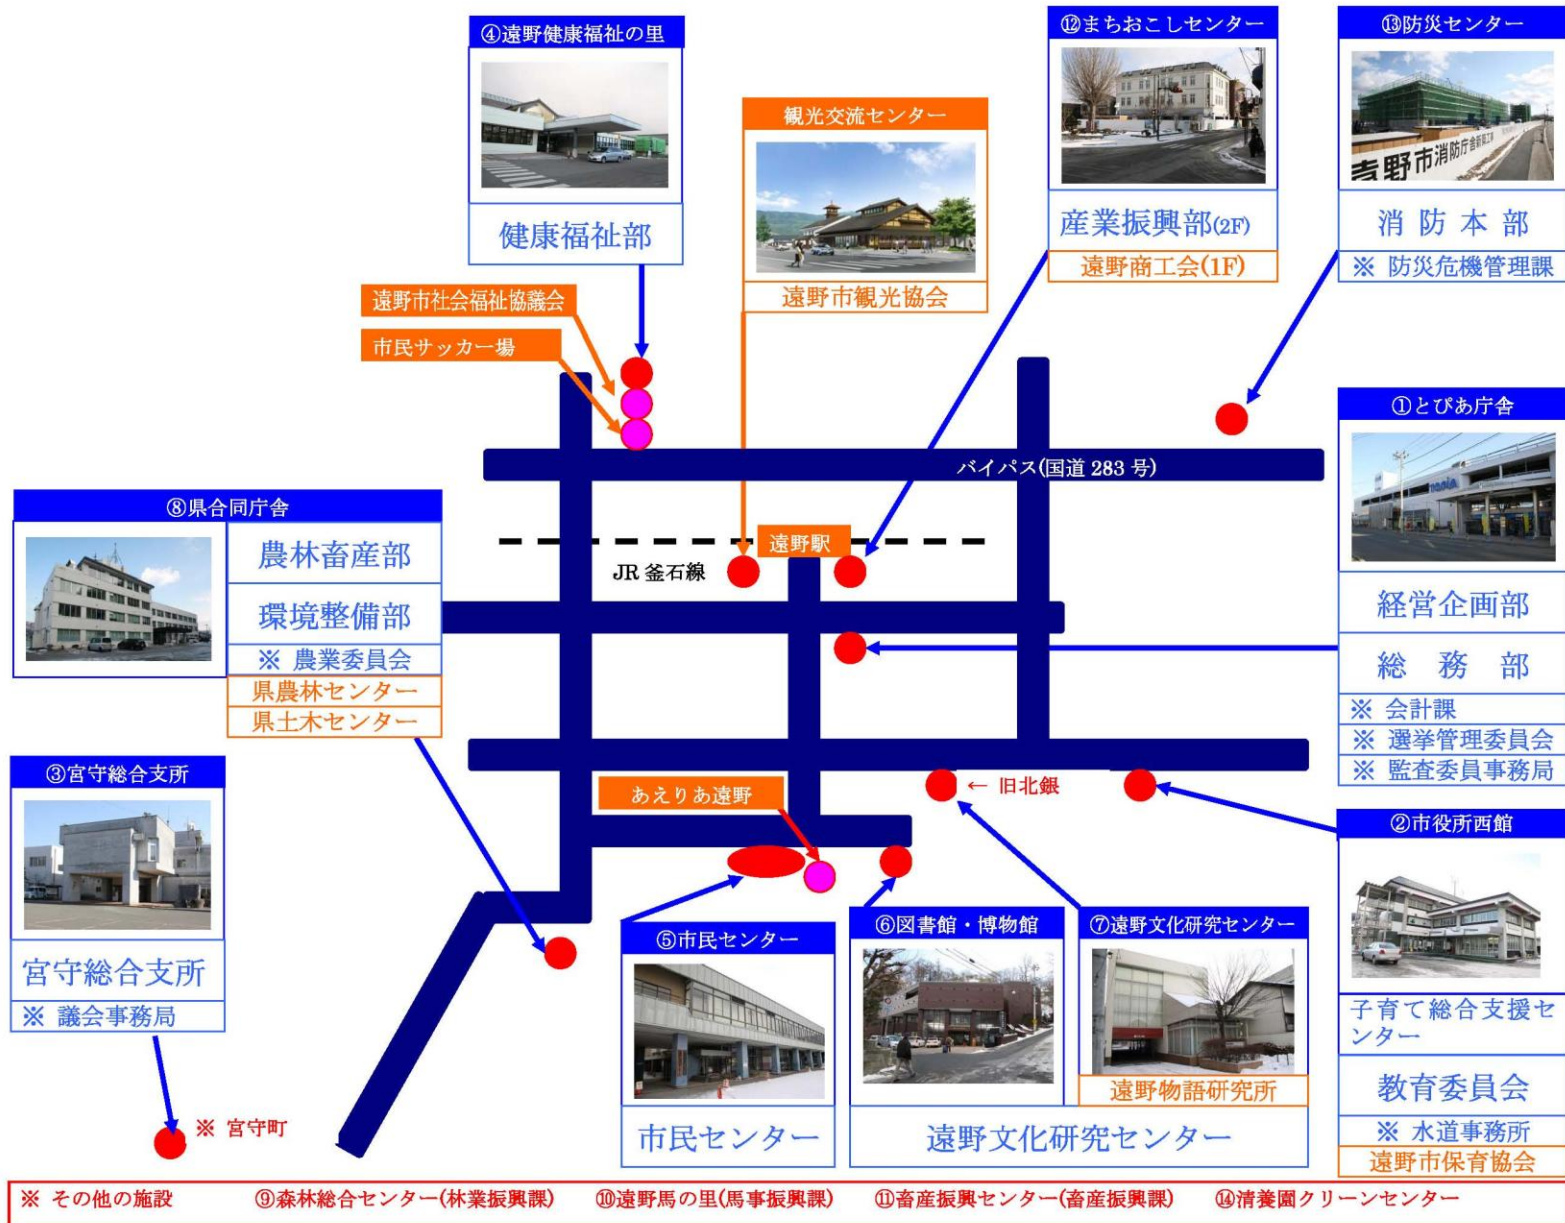 ④遠野健康福祉の里
健康福祉部
観光交流センター
遠野市観光協会
⑫まちおこしセンター
産業振興部(2F)
遠野商工会(1F)
⑬防災センター
遠野市消防庁舎新築工事
消防本部
※ 防災危機管理課
遠野市社会福祉協議会
市民サッカー場
バイパス(国道 283 号)
①とぴあ庁舎
TOPIA
経営企画部
総務部
※ 会計課
※ 選挙管理委員会
※ 監査委員事務局
⑧県合同庁舎
農林畜産部
環境整備部
※ 農業委員会
県農林センター
県土木センター
遠野駅
JR 釜石線
③宮守総合支所
宮守総合支所
※ 議会事務局
※ 宮守町
あえりあ遠野
← 旧北銀
②市役所西館
子育て総合支援セ
ンター
教育委員会
※ 水道事務所
遠野市保育協会
⑤市民センター
市民センター
⑥図書館・博物館
⑦遠野文化研究センター
遠野物語研究所
遠野文化研究センター
※ その他の施設 ⑨森林総合センター(林業振興課) ⑩遠野馬の里(馬事振興課) ⑪畜産振興センター(畜産振興課) ⑭清養園クリーンセンター